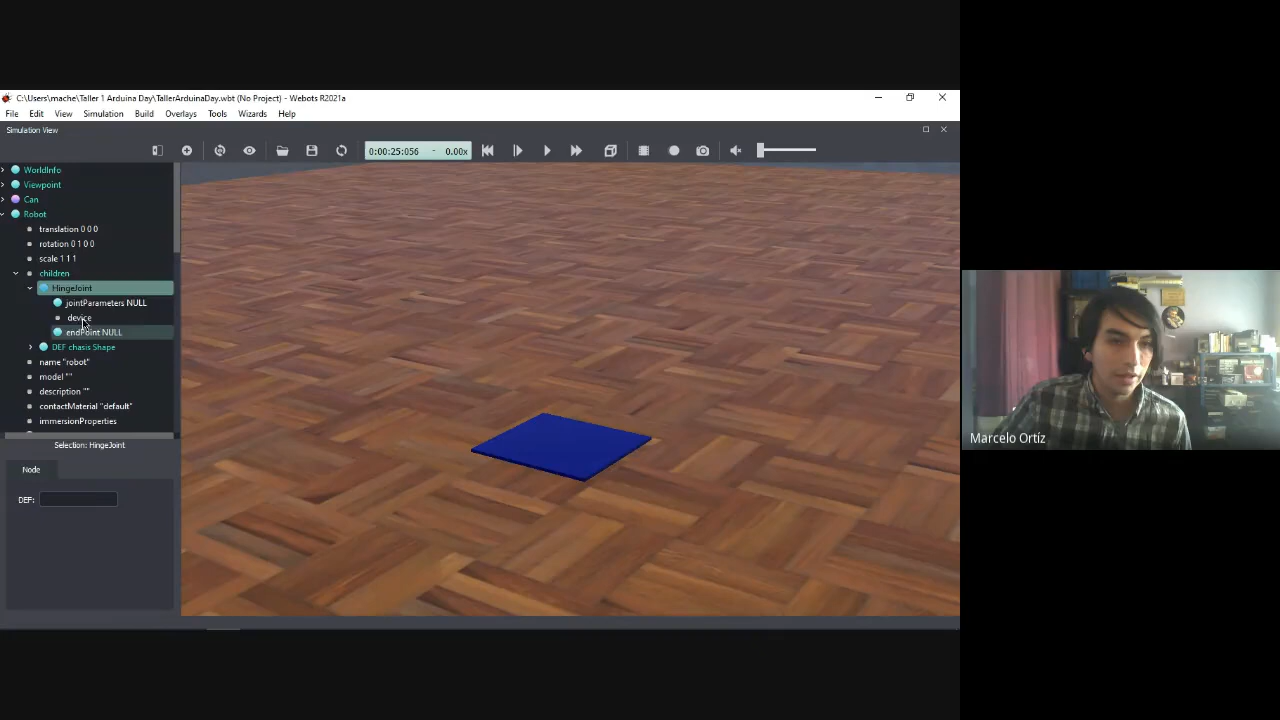 C:\Users\mache\Taller 1 Arduina Day\TallerArduinaDay.wbt (No Project) - Webots R2021a
File Edit View Simulation Build Overlays Tools Wizards Help
Simulation View
0:00:25:056 - 0.00x
WorldInfo
Viewpoint
Can
Robot
translation 0 0 0
rotation 0 1 0 0
scale 1 1 1
children
HingeJoint
jointParameters NULL
device
endPoint NULL
DEF chasis Shape
name "robot"
model ""
description ""
contactMaterial "default"
immersionProperties
Selection: HingeJoint
Node
DEF:
Marcelo Ortíz